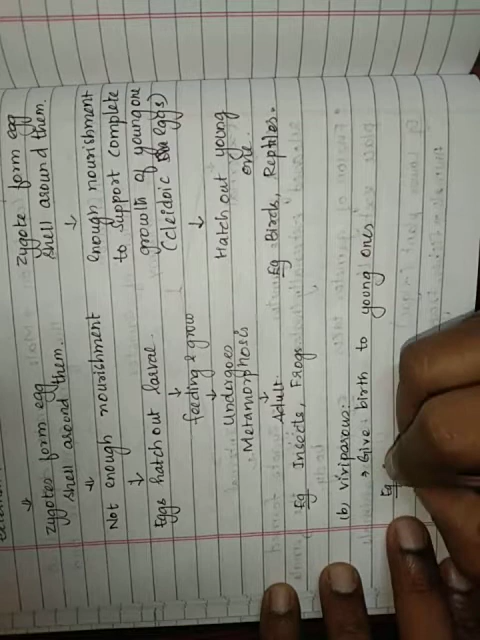 Zygotes form egg
shell around them.
↓
Not enough nourishment
↓
Eggs hatch out larvae.
↓
feeding & grow
↓
Undergoes
Metamorphosis
↓
Adult.
Eg Insects, Frogs
Zygotes form egg
shell around them.
↓
enough nourishment
to support complete
growth of young one
(cleidoic eggs)
↓
Hatch out young
one.
Eg Birds, Reptiles.
(b) Viviparous:
→ Give birth to young ones
Eg